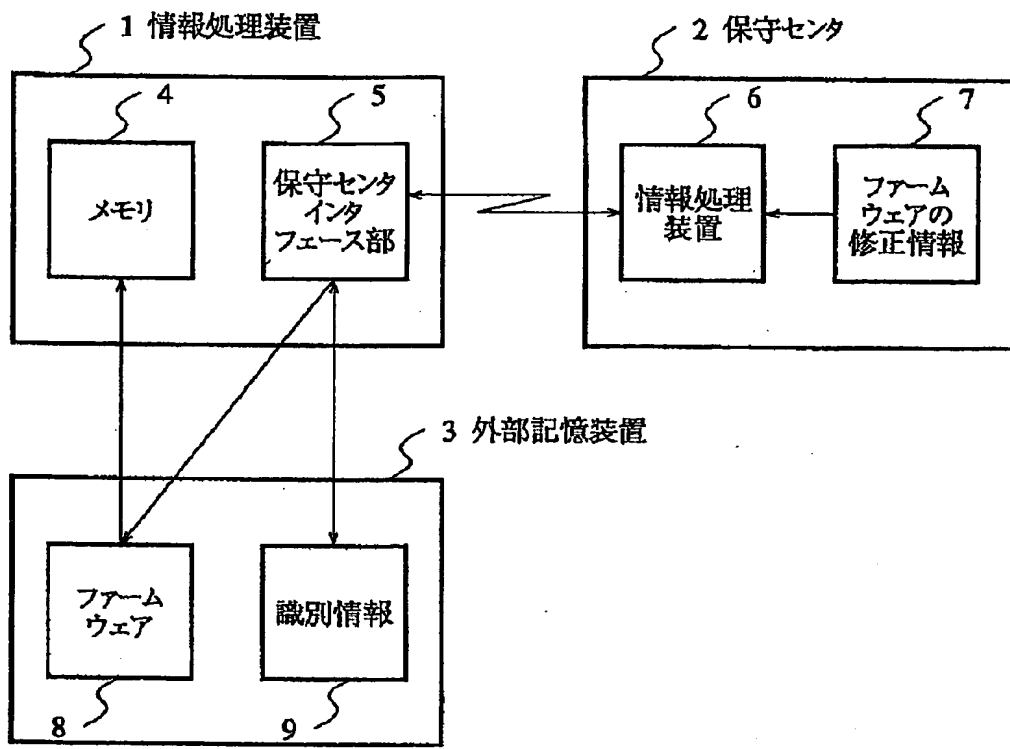 1 情報処理装置
2 保守センタ
4
5
6
7
メモリ
保守センタ
インタ
フェース部
情報処理
装置
ファーム
ウェアの
修正情報
3 外部記憶装置
ファーム
ウェア
識別情報
8
9